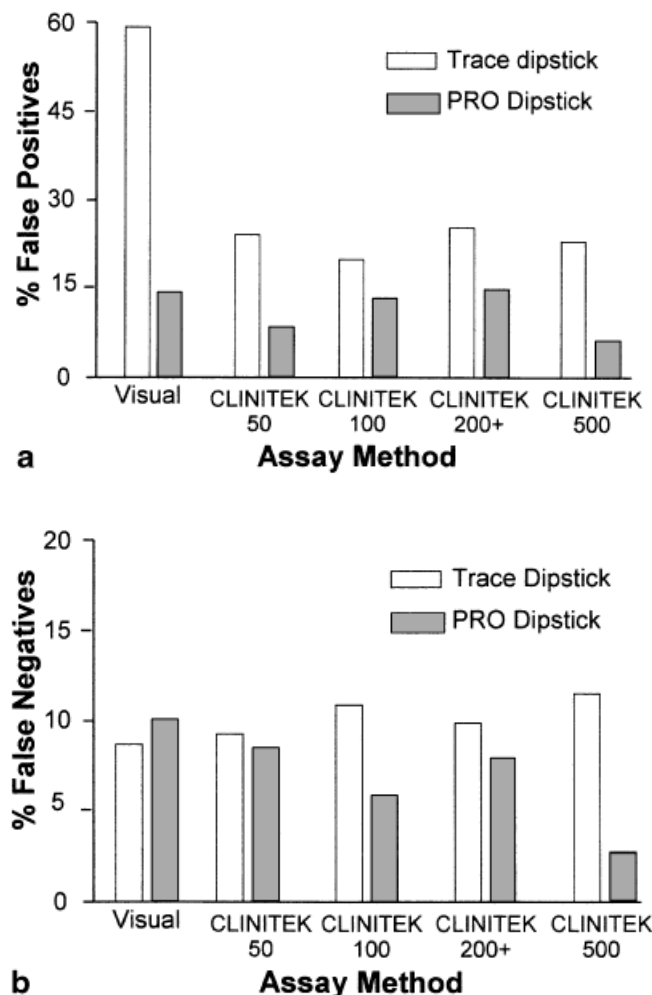 60
45
30
15
0
% False Positives
Trace dipstick
PRO Dipstick
Visual CLINITEK CLINITEK CLINITEK CLINITEK
50 100 200+ 500
a Assay Method
20
15
10
5
0
% False Negatives
Trace Dipstick
PRO Dipstick
Visual CLINITEK CLINITEK CLINITEK CLINITEK
50 100 200+ 500
b Assay Method